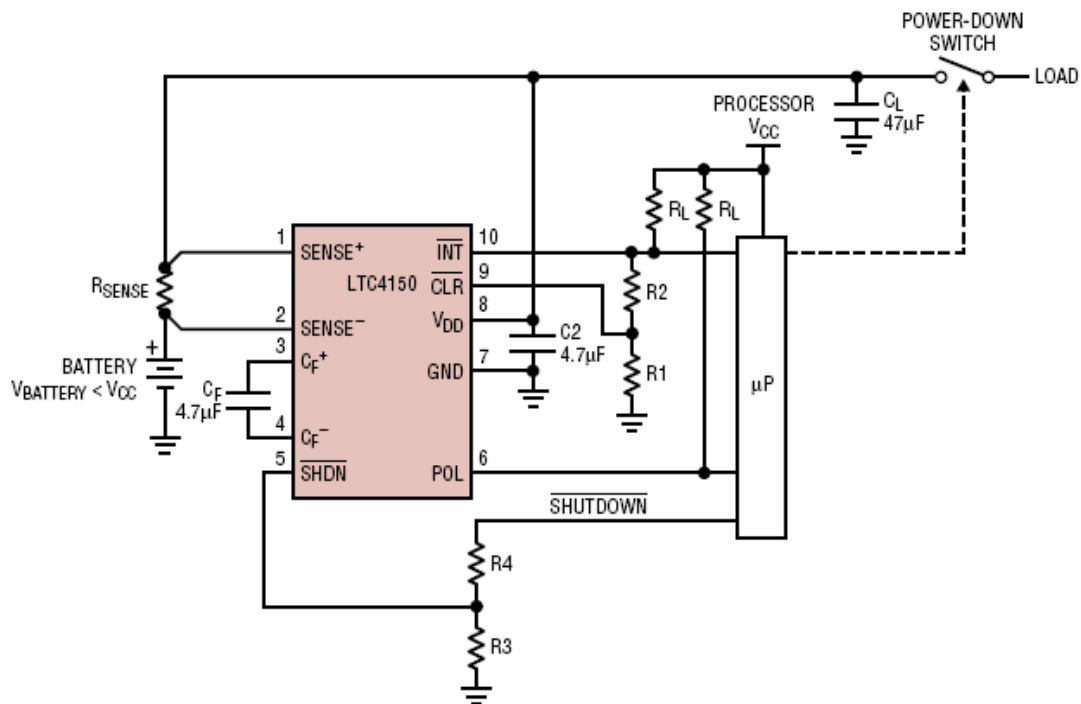 POWER-DOWN
SWITCH
LOAD
PROCESSOR
VCC
CL
47µF
RL
RL
1
SENSE+
INT
10
LTC4150
CLR
9
RSENSE
R2
2
SENSE−
VDD
8
3
CF+
C2
4.7µF
GND
7
R1
µP
BATTERY
VBATTERY < VCC
+
CF
4.7µF
4
CF−
5
SHDN
POL
6
SHUTDOWN
R4
R3